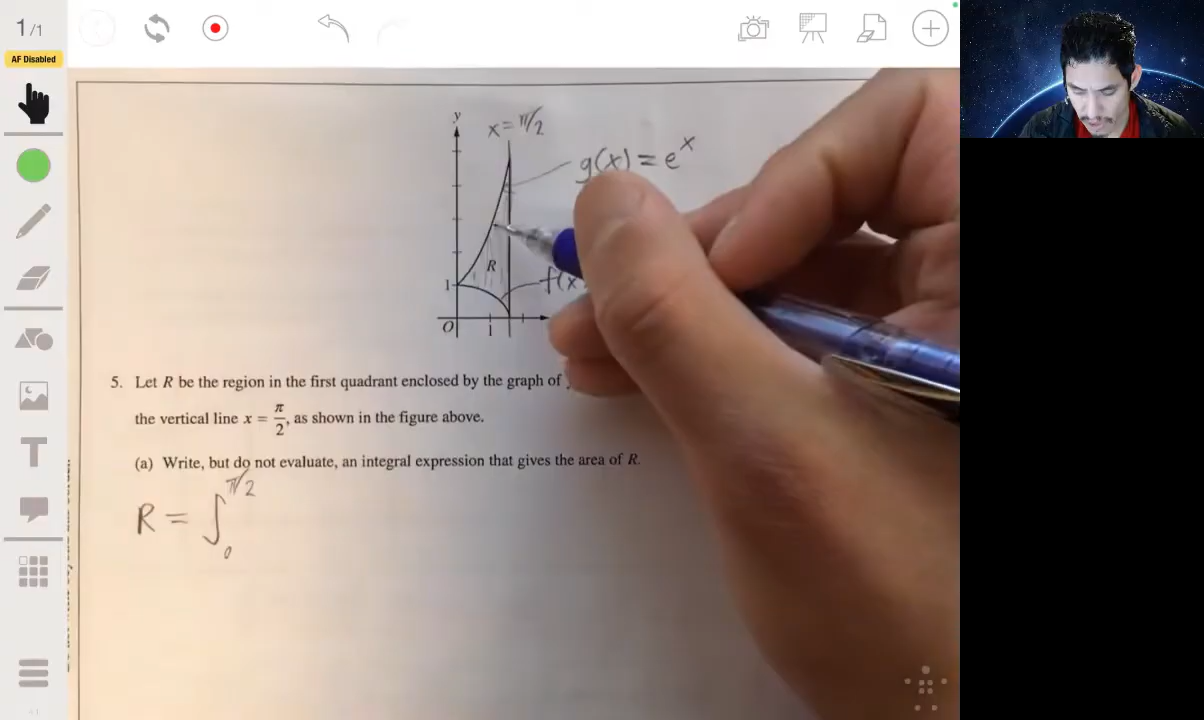 1/1
AF Disabled
T
y
x = π/2
g(x) = e^x
R
1
f(x
O
1
5. Let R be the region in the first quadrant enclosed by the graph of
the vertical line x = π/2, as shown in the figure above.
(a) Write, but do not evaluate, an integral expression that gives the area of R.
R = ∫_0^{π/2}